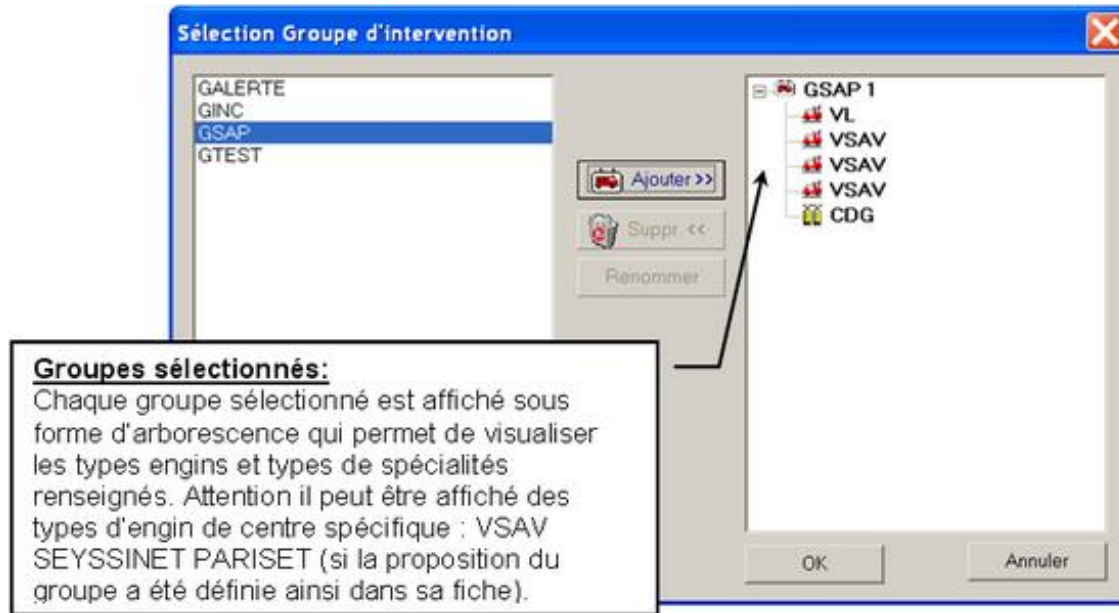 Sélection Groupe d'intervention
GALERTE
GINC
GSAP
GTEST
Ajouter >>
Suppr. <<
Renommer
GSAP 1
VL
VSAV
VSAV
VSAV
CDG
Groupes sélectionnés:
Chaque groupe sélectionné est affiché sous
forme d'arborescence qui permet de visualiser
les types engins et types de spécialités
renseignés. Attention il peut être affiché des
types d'engin de centre spécifique : VSAV
SEYSSINET PARISET (si la proposition du
groupe a été définie ainsi dans sa fiche).
OK
Annuler